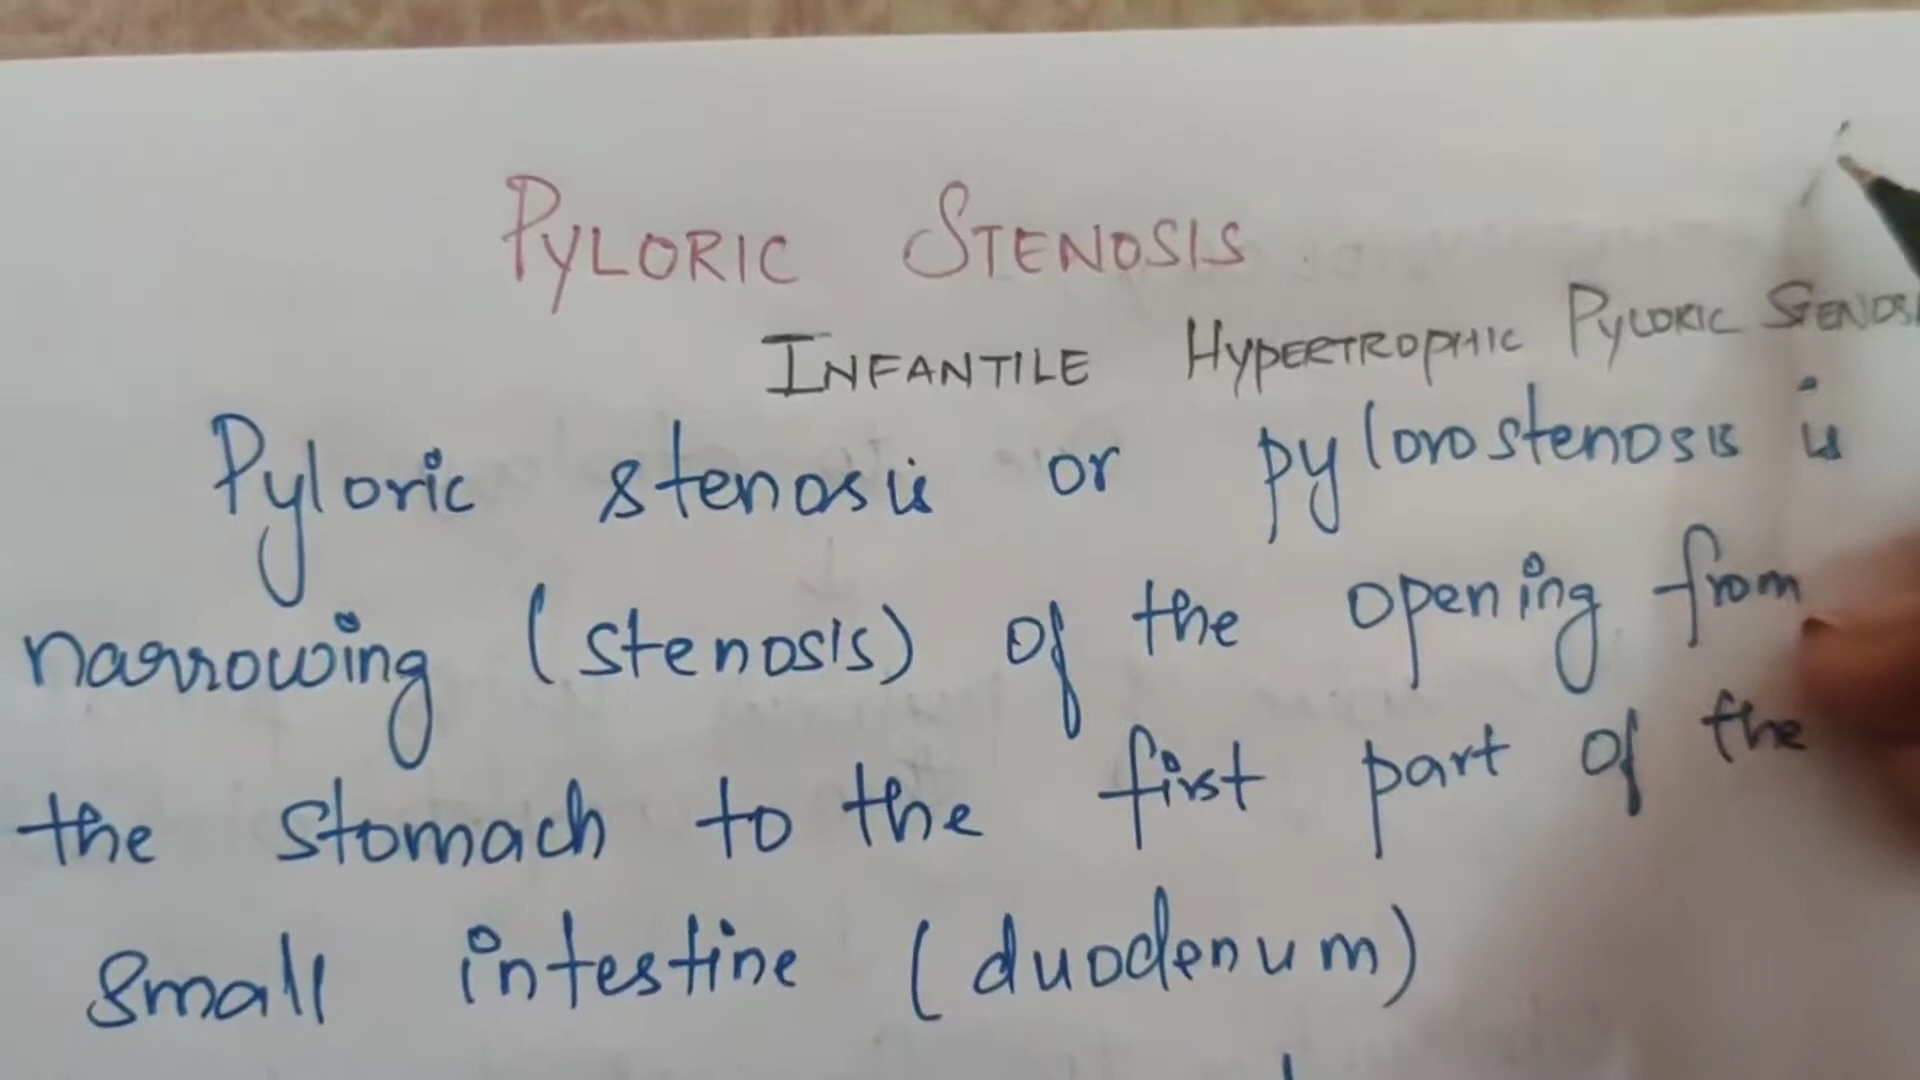 PYLORIC STENOSIS
INFANTILE HYPERTROPHIC PYLORIC STENOSI
Pyloric stenosis or pylorostenosis is
narrowing (stenosis) of the opening from
the stomach to the first part of the
small intestine (duodenum)